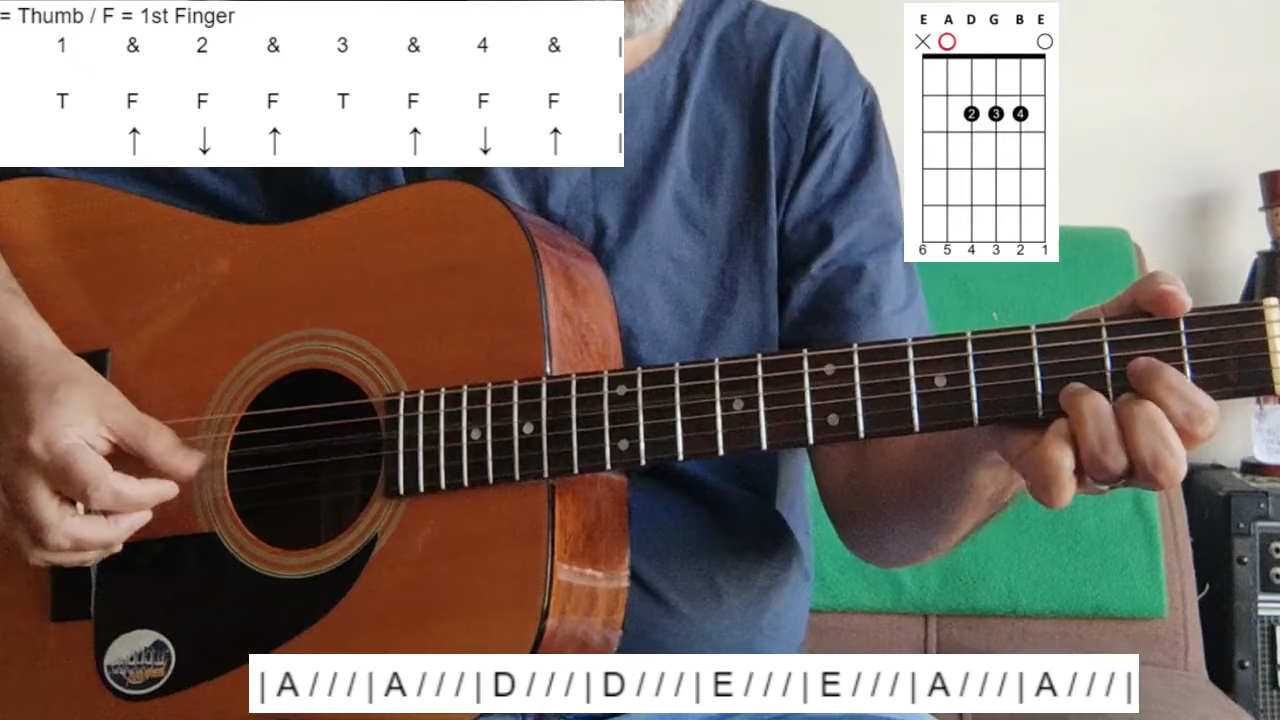 = Thumb / F = 1st Finger
1 & 2 & 3 & 4 & |
T F F F T F F F |
↑ ↓ ↑ ↑ ↓ ↑ |
E A D G B E
2 3 4
6 5 4 3 2 1
| A / / / | A / / / | D / / / | D / / / | E / / / | E / / / | A / / / | A / / / |